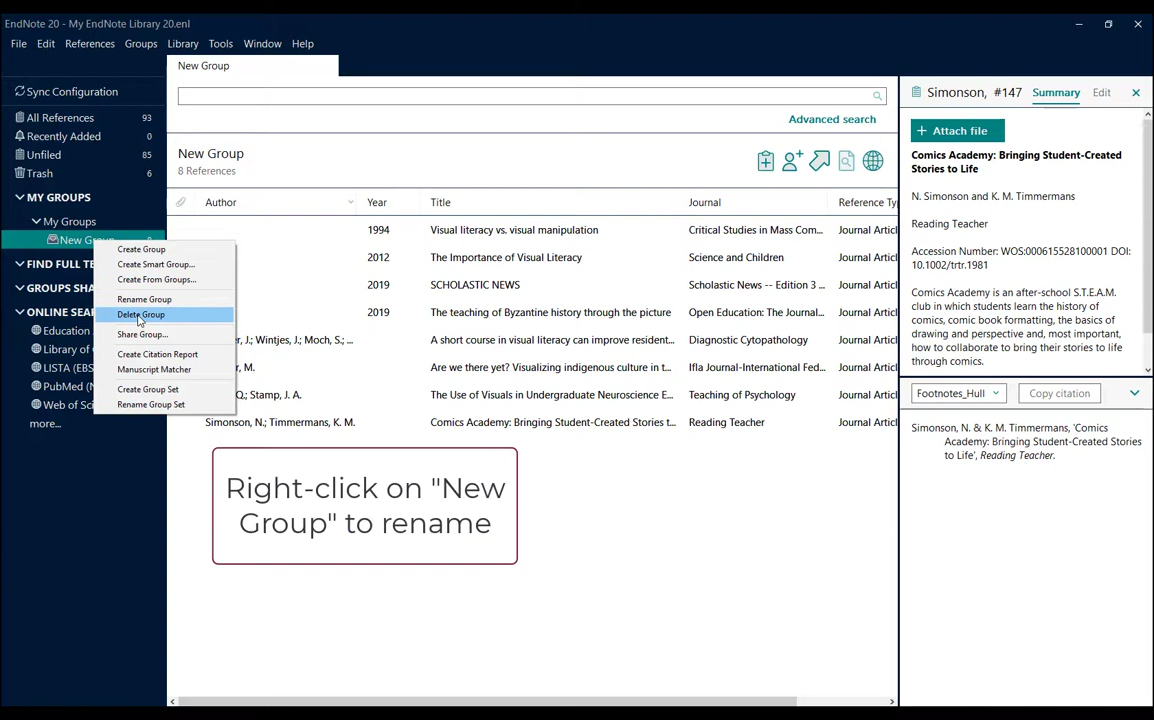 EndNote 20 - My EndNote Library 20.enl
File Edit References Groups Library Tools Window Help
New Group
Sync Configuration
All References 93
Recently Added 0
Unfiled 85
Trash 6
MY GROUPS
My Groups
New
FIND FULL
GROUPS
ONLINE
Education
Library of
LISTA
PubMed
Web of
more...
Create Group
Create Smart Group...
Create From Groups...
Rename Group
Delete Group
Share Group...
Create Citation Report
Manuscript Matcher
Create Group Set
Rename Group Set
Advanced search
New Group
8 References
Author Year Title Journal Reference
1994 Visual literacy vs. visual manipulation Critical Studies in Mass Com... Journal Articl
2012 The Importance of Visual Literacy Science and Children Journal Articl
2019 SCHOLASTIC NEWS Scholastic News -- Edition 3 ... Journal Articl
2019 The teaching of Byzantine history through the picture Open Education: The Journal... Journal Articl
J.; Wintjes, J.; Moch, S.; ... A short course in visual literacy can improve resident... Diagnostic Cytopathology Journal Articl
M. Are we there yet? Visualizing indigenous culture in t... Ifla Journal-International Fed... Journal Articl
Q.; Stamp, J. A. The Use of Visuals in Undergraduate Neuroscience E... Teaching of Psychology Journal Articl
Simonson, N.; Timmermans, K. M. Comics Academy: Bringing Student-Created Stories t... Reading Teacher Journal Articl
Right-click on "New
Group" to rename
Simonson, #147 Summary Edit
+ Attach file
Comics Academy: Bringing Student-Created
Stories to Life
N. Simonson and K. M. Timmermans
Reading Teacher
Accession Number: WOS:000615528100001 DOI:
10.1002/trtr.1981
Comics Academy is an after-school S.T.E.A.M.
club in which students learn the history of
comics, comic book formatting, the basics of
drawing and perspective and, most important,
how to collaborate to bring their stories to life
through comics.
Footnotes_Hull Copy citation
Simonson, N. & K. M. Timmermans, 'Comics
Academy: Bringing Student-Created Stories
to Life', Reading Teacher.